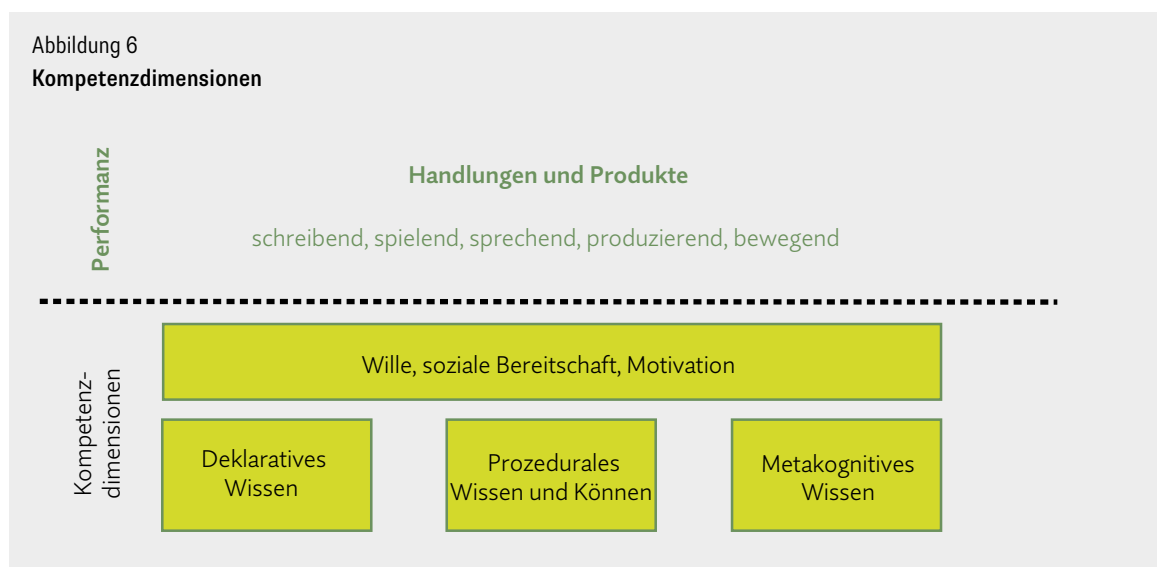 Abbildung 6
Kompetenzdimensionen
Performanz
Handlungen und Produkte
schreibend, spielend, sprechend, produzierend, bewegend
Kompetenz-
dimensionen
Wille, soziale Bereitschaft, Motivation
Deklaratives
Wissen
Prozedurales
Wissen und Können
Metakognitives
Wissen